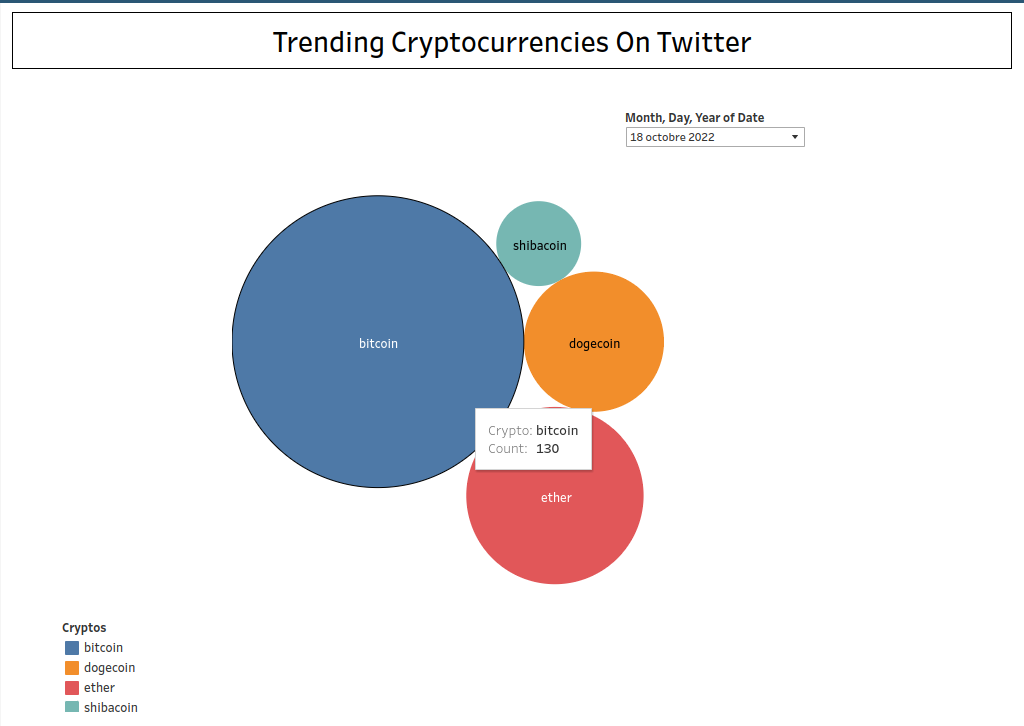 Trending Cryptocurrencies On Twitter
Month, Day, Year of Date
18 octobre 2022
shibacoin
bitcoin
dogecoin
Crypto: bitcoin
Count: 130
ether
Cryptos
bitcoin
dogecoin
ether
shibacoin